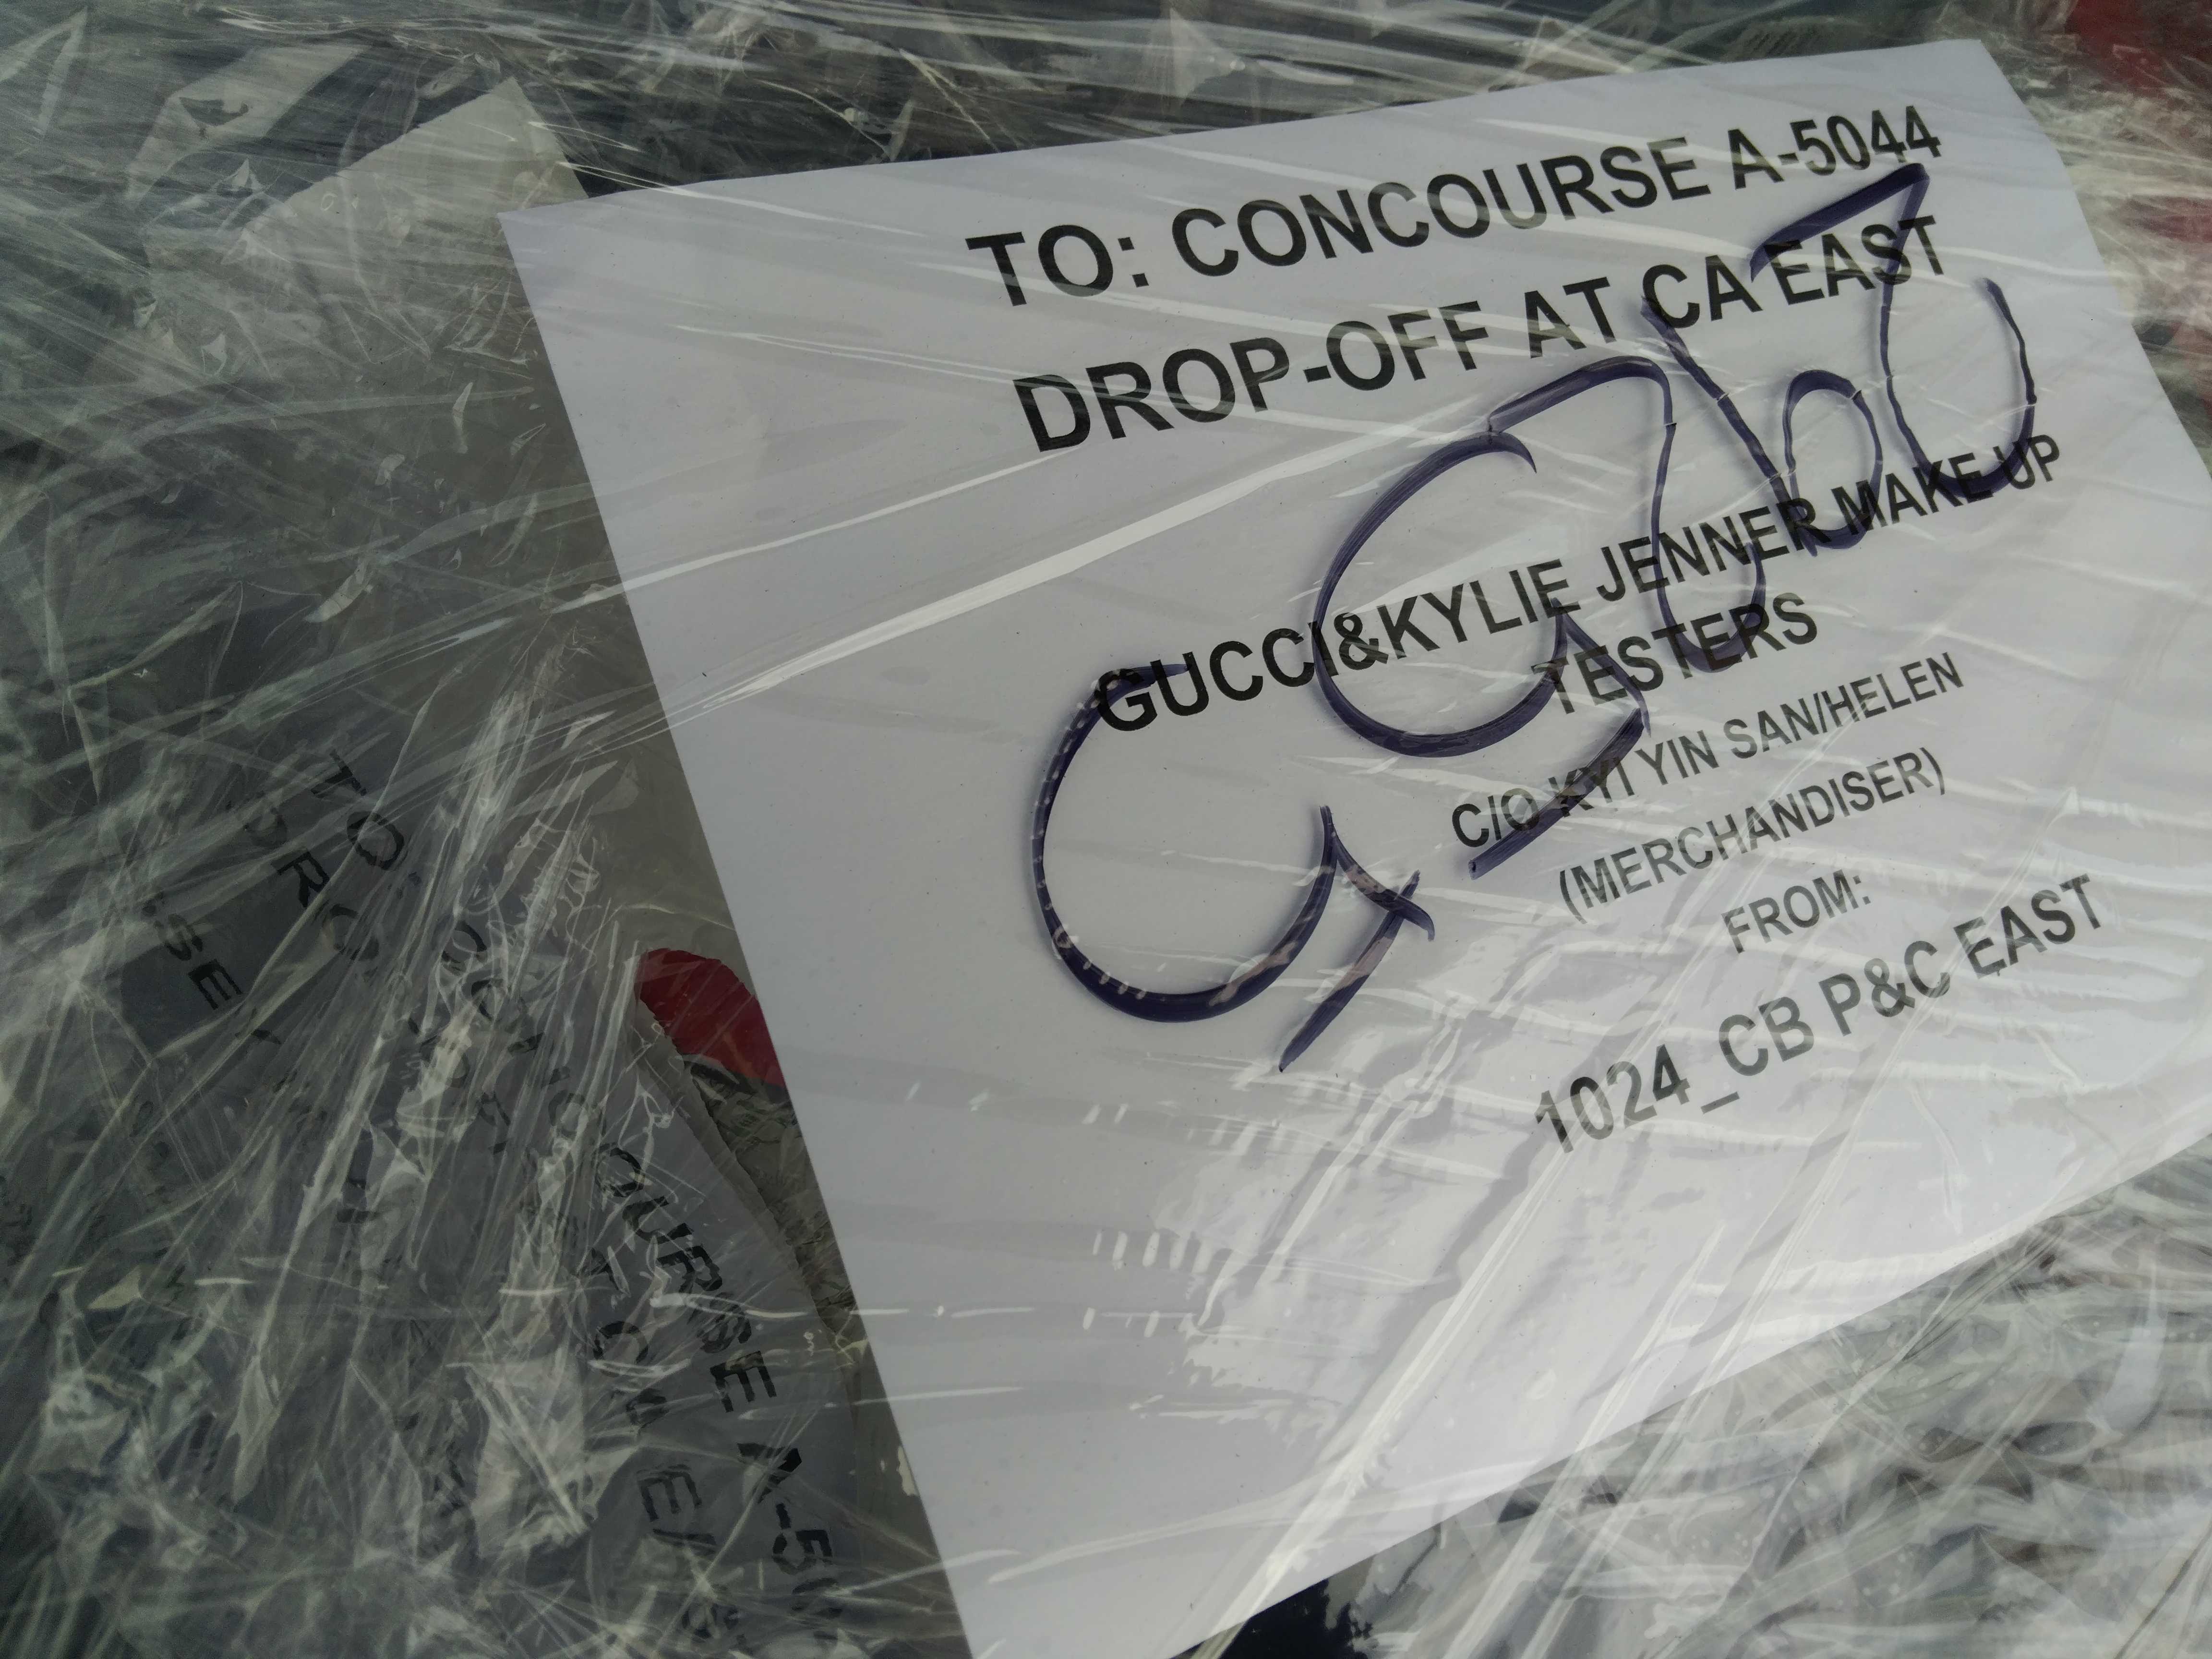 TO: CONCOURSE A-5044
DROP-OFF AT CA EAST
GUCCI&KYLIE JENNER MAKE UP
TESTERS
C/O KYI YIN SAN/HELEN
(MERCHANDISER)
FROM:
1024_CB P&C EAST